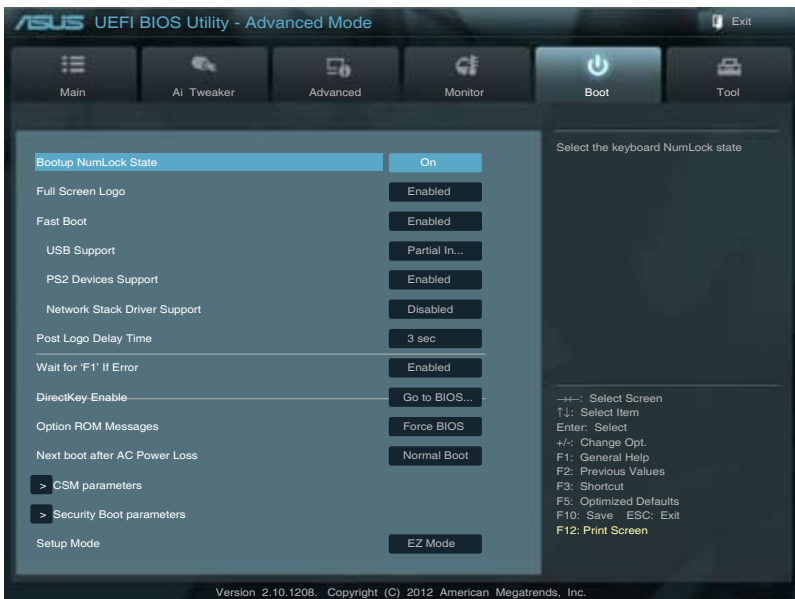 ASUS UEFI BIOS Utility - Advanced Mode
Exit
Main
Ai Tweaker
Advanced
Monitor
Boot
Tool
Bootup NumLock State On
Full Screen Logo Enabled
Fast Boot Enabled
USB Support Partial In...
PS2 Devices Support Enabled
Network Stack Driver Support Disabled
Post Logo Delay Time 3 sec
Wait for ‘F1’ If Error Enabled
DirectKey Enable Go to BIOS...
Option ROM Messages Force BIOS
Next boot after AC Power Loss Normal Boot
> CSM parameters
> Security Boot parameters
Setup Mode EZ Mode
Select the keyboard NumLock state
→←: Select Screen
↑↓: Select Item
Enter: Select
+/-: Change Opt.
F1: General Help
F2: Previous Values
F3: Shortcut
F5: Optimized Defaults
F10: Save ESC: Exit
F12: Print Screen
Version 2.10.1208. Copyright (C) 2012 American Megatrends, Inc.